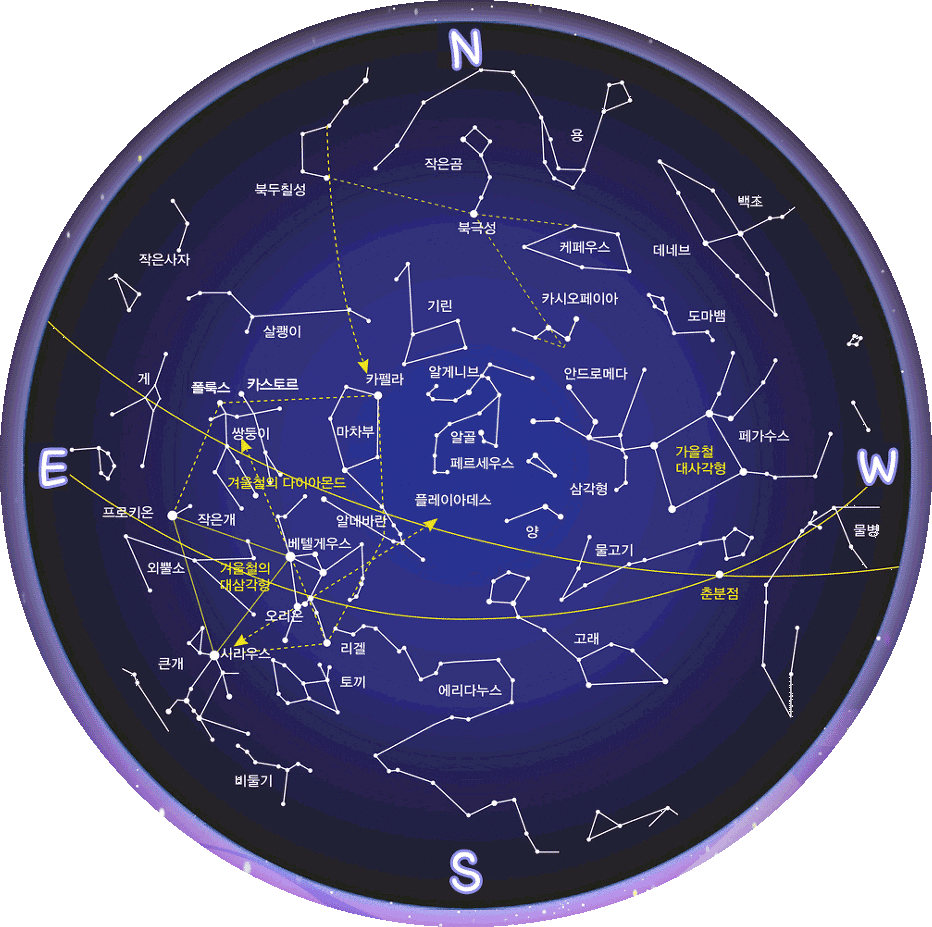 N
용
작은곰
북두칠성
백조
북극성
케페우스
데네브
작은사자
카시오페이아
기린
도마뱀
살쾡이
게
폴룩스
카스토르
카펠라
알게니브
안드로메다
쌍둥이
마차부
알골
페르세우스
가을철
대사각형
페가수스
E
W
겨울철의 다이아몬드
삼각형
플레이아데스
프로키온
작은개
알데바란
양
물병
베텔게우스
물고기
외뿔소
겨울철의
대삼각형
춘분점
오리온
고래
시리우스
리겔
큰개
토끼
에리다누스
비둘기
S